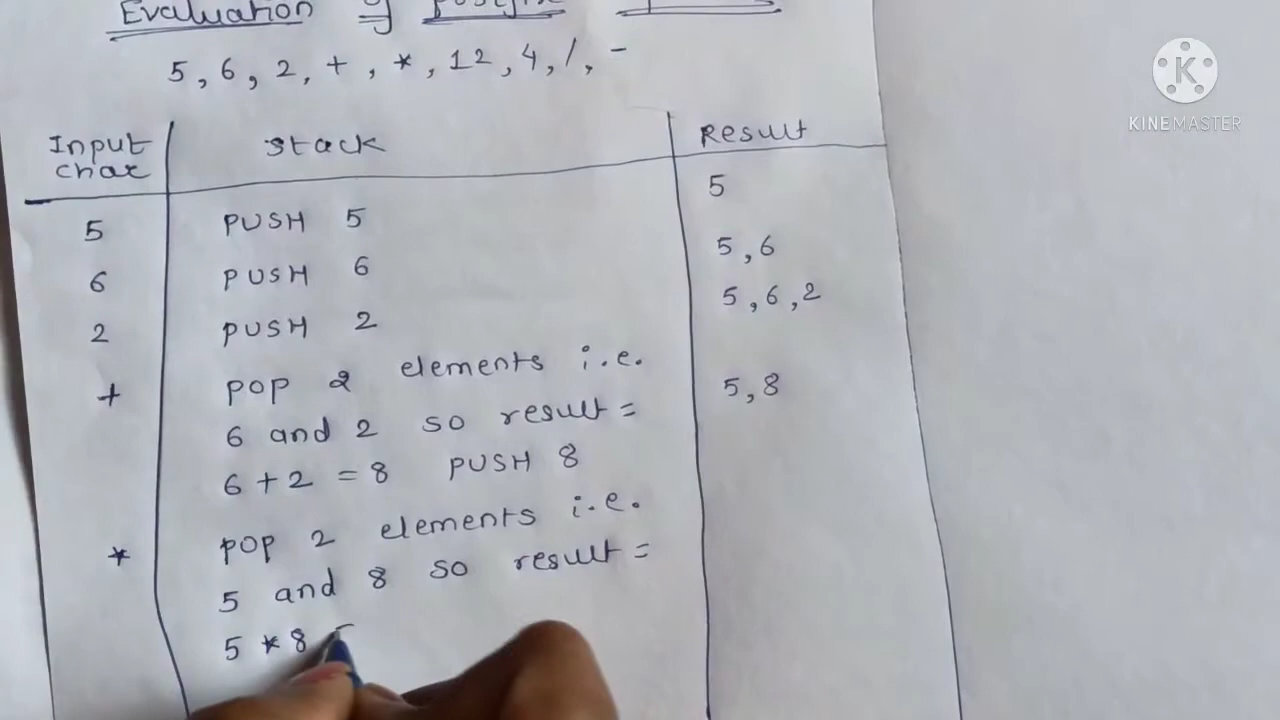 Evaluation of postfix
5, 6, 2, +, *, 12, 4, /, -
Input char stack Result
5 PUSH 5 5
6 PUSH 6 5,6
2 PUSH 2 5,6,2
+ pop 2 elements i.e. 5,8
6 and 2 so result =
6+2 = 8 PUSH 8
* pop 2 elements i.e.
5 and 8 so result =
5 * 8
KINEMASTER